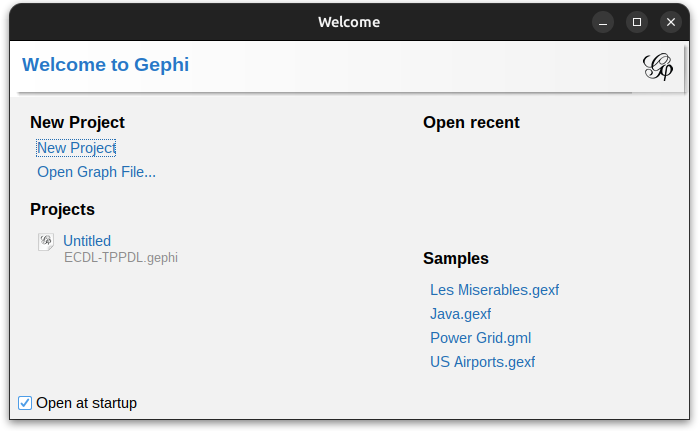 Welcome
Welcome to Gephi
New Project
New Project
Open Graph File...
Projects
Untitled
ECDL-TPPDL.gephi
Open recent
Samples
Les Miserables.gexf
Java.gexf
Power Grid.gml
US Airports.gexf
Open at startup